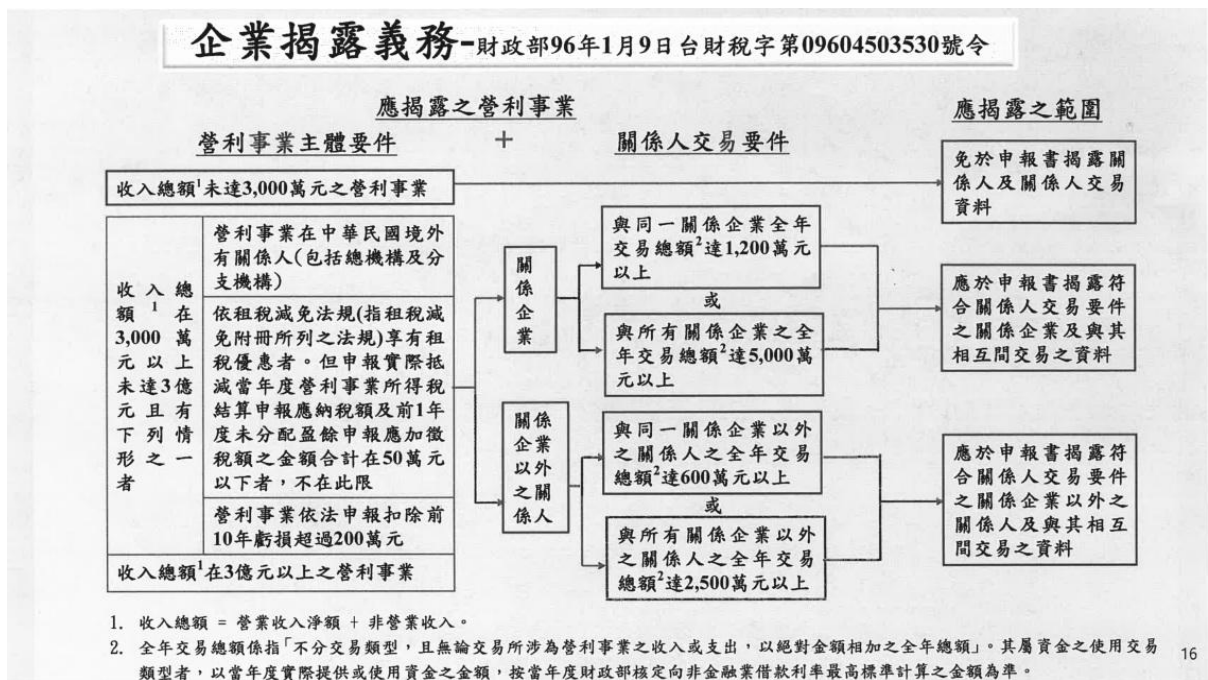 企業揭露義務-財政部96年1月9日台財稅字第09604503530號令
應揭露之營利事業
應揭露之範圍
營利事業主體要件
+
關係人交易要件
收入總額1未達3,000萬元之營利事業
免於申報書揭露關
係人及關係人交易
資料
收入總
額1在
3,000萬
元以上
未達3億
元且有
下列情
形之一
者
營利事業在中華民國境外
有關係人(包括總機構及分
支機構)
依租稅減免法規(指租稅減
免附冊所列之法規)享有租
稅優惠者。但申報實際抵
減當年度營利事業所得稅
結算申報應納稅額及前1年
度未分配盈餘申報應加徵
稅額之金額合計在50萬元
以下者,不在此限
營利事業依法申報扣除前
10年虧損超過200萬元
收入總額1在3億元以上之營利事業
關
係
企
業
與同一關係企業全年
交易總額2達1,200萬元
以上
或
與所有關係企業之全
年交易總額2達5,000萬
元以上
應於申報書揭露符
合關係人交易要件
之關係企業及與其
相互間交易之資料
關係
企業
以外
之關
係人
與同一關係企業以外
之關係人之全年交易
總額2達600萬元以上
或
與所有關係企業以外
之關係人之全年交易
總額2達2,500萬元以上
應於申報書揭露符
合關係人交易要件
之關係企業以外之
關係人及與其相互
間交易之資料
1. 收入總額 = 營業收入淨額 + 非營業收入。
2. 全年交易總額係指「不分交易類型,且無論交易所涉為營利事業之收入或支出,以絕對金額相加之全年總額」。其屬資金之使用交易
類型者,以當年度實際提供或使用資金之金額,按當年度財政部核定向非金融業借款利率最高標準計算之金額為準。
16